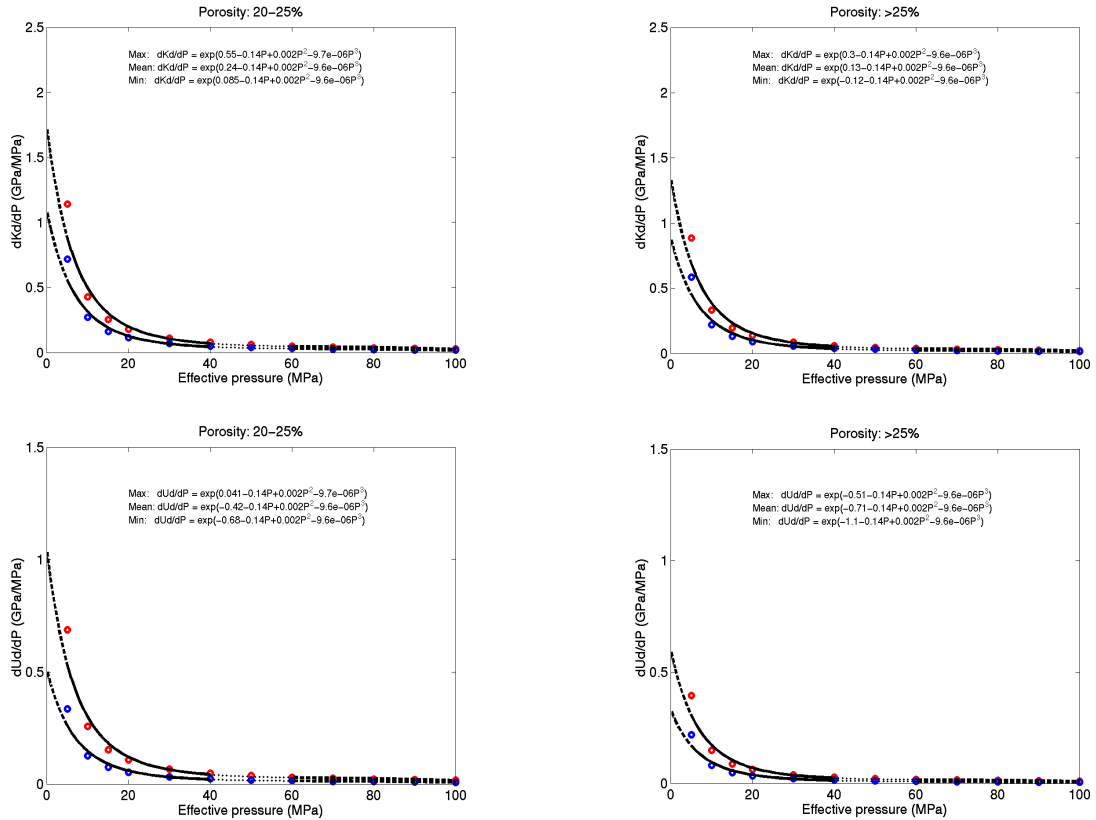 Porosity: 20−25%
2.5
2
1.5
1
0.5
0
dKd/dP (GPa/MPa)
Max: dKd/dP = exp(0.55−0.14P+0.002P²−9.7e−06P³)
Mean: dKd/dP = exp(0.24−0.14P+0.002P²−9.6e−06P³)
Min: dKd/dP = exp(0.085−0.14P+0.002P²−9.6e−06P³)
0 20 40 60 80 100
Effective pressure (MPa)
Porosity: >25%
2.5
2
1.5
1
0.5
0
dKd/dP (GPa/MPa)
Max: dKd/dP = exp(0.3−0.14P+0.002P²−9.6e−06P³)
Mean: dKd/dP = exp(0.13−0.14P+0.002P²−9.6e−06P³)
Min: dKd/dP = exp(−0.12−0.14P+0.002P²−9.6e−06P³)
0 20 40 60 80 100
Effective pressure (MPa)
Porosity: 20−25%
1.5
1
0.5
0
dUd/dP (GPa/MPa)
Max: dUd/dP = exp(0.041−0.14P+0.002P²−9.7e−06P³)
Mean: dUd/dP = exp(−0.42−0.14P+0.002P²−9.6e−06P³)
Min: dUd/dP = exp(−0.68−0.14P+0.002P²−9.6e−06P³)
0 20 40 60 80 100
Effective pressure (MPa)
Porosity: >25%
1.5
1
0.5
0
dUd/dP (GPa/MPa)
Max: dUd/dP = exp(−0.51−0.14P+0.002P²−9.6e−06P³)
Mean: dUd/dP = exp(−0.71−0.14P+0.002P²−9.6e−06P³)
Min: dUd/dP = exp(−1.1−0.14P+0.002P²−9.6e−06P³)
0 20 40 60 80 100
Effective pressure (MPa)